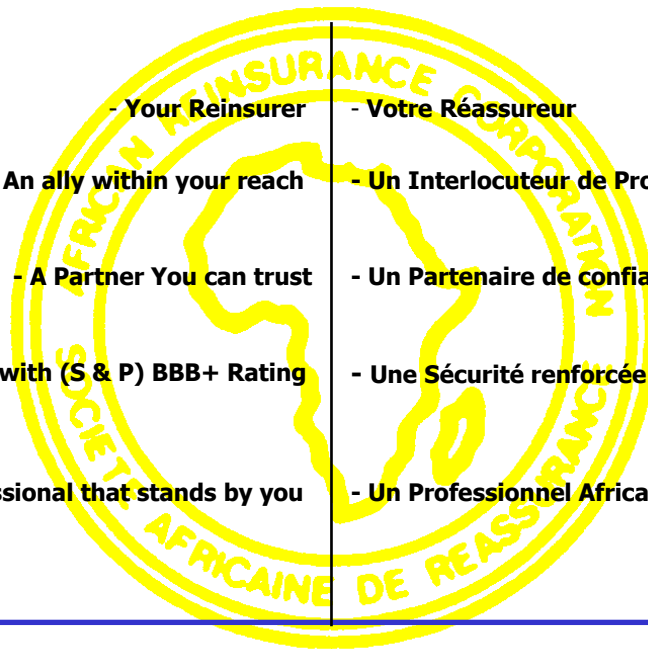 AFRICAN REINSURANCE CORPORATION
- Your Reinsurer
An ally within your reach
- A Partner You can trust
with (S & P) BBB+ Rating
that stands by you
- Votre Réassureur
- Un Interlocuteur de
- Un Partenaire de
- Une Sécurité renforcée
- Un Professionnel
SOCIETE AFRICAINE DE REASSURANCE